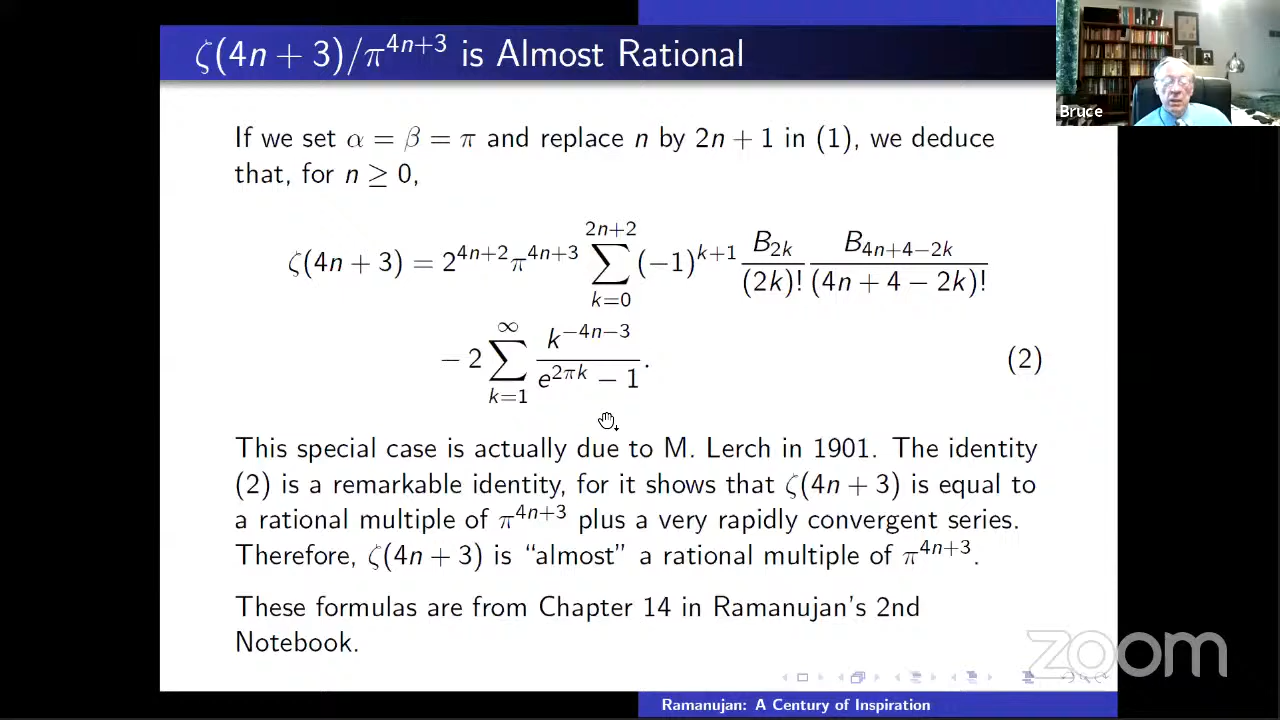 ζ(4n + 3)/π^{4n+3} is Almost Rational
Bruce
If we set α = β = π and replace n by 2n + 1 in (1), we deduce
that, for n ≥ 0,
ζ(4n + 3) = 2^{4n+2}π^{4n+3} \sum_{k=0}^{2n+2} (−1)^{k+1} \frac{B_{2k}}{(2k)!} \frac{B_{4n+4−2k}}{(4n + 4 − 2k)!}
− 2 \sum_{k=1}^{∞} \frac{k^{−4n−3}}{e^{2πk} − 1}. (2)
This special case is actually due to M. Lerch in 1901. The identity
(2) is a remarkable identity, for it shows that ζ(4n + 3) is equal to
a rational multiple of π^{4n+3} plus a very rapidly convergent series.
Therefore, ζ(4n + 3) is “almost” a rational multiple of π^{4n+3}.
These formulas are from Chapter 14 in Ramanujan's 2nd
Notebook.
zoom
Ramanujan: A Century of Inspiration